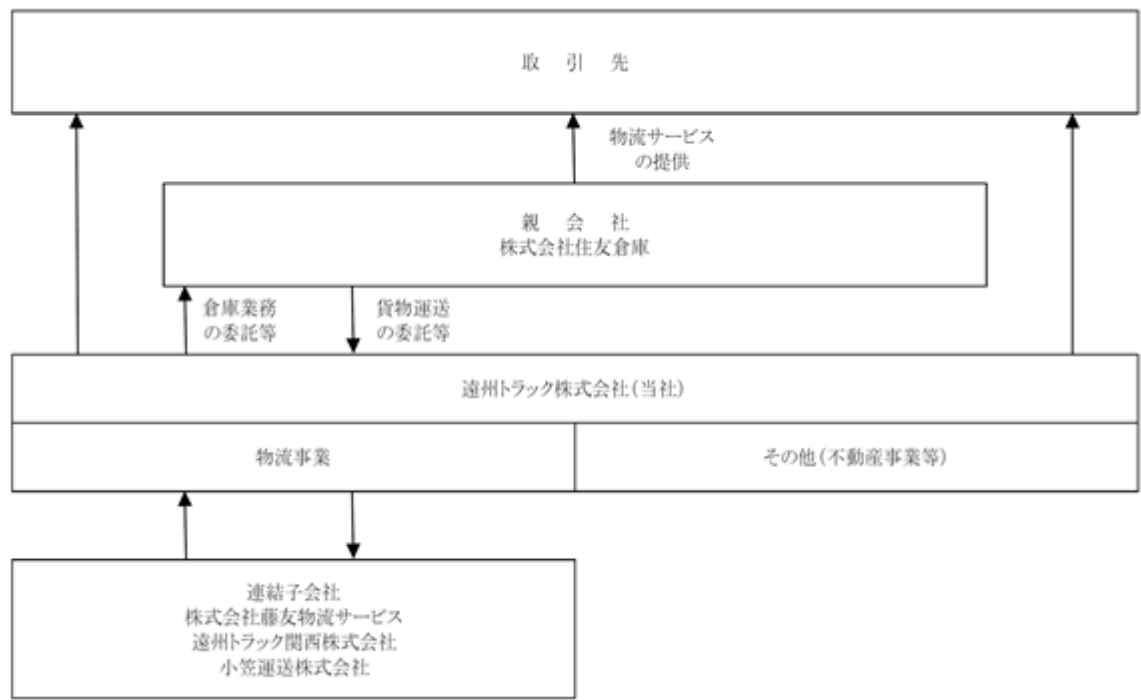 取 引 先
物流サービス
の提供
親 会 社
株式会社住友倉庫
倉庫業務
の委託等
貨物運送
の委託等
遠州トラック株式会社(当社)
物流事業
その他(不動産事業等)
連結子会社
株式会社藤友物流サービス
遠州トラック関西株式会社
小笠運送株式会社